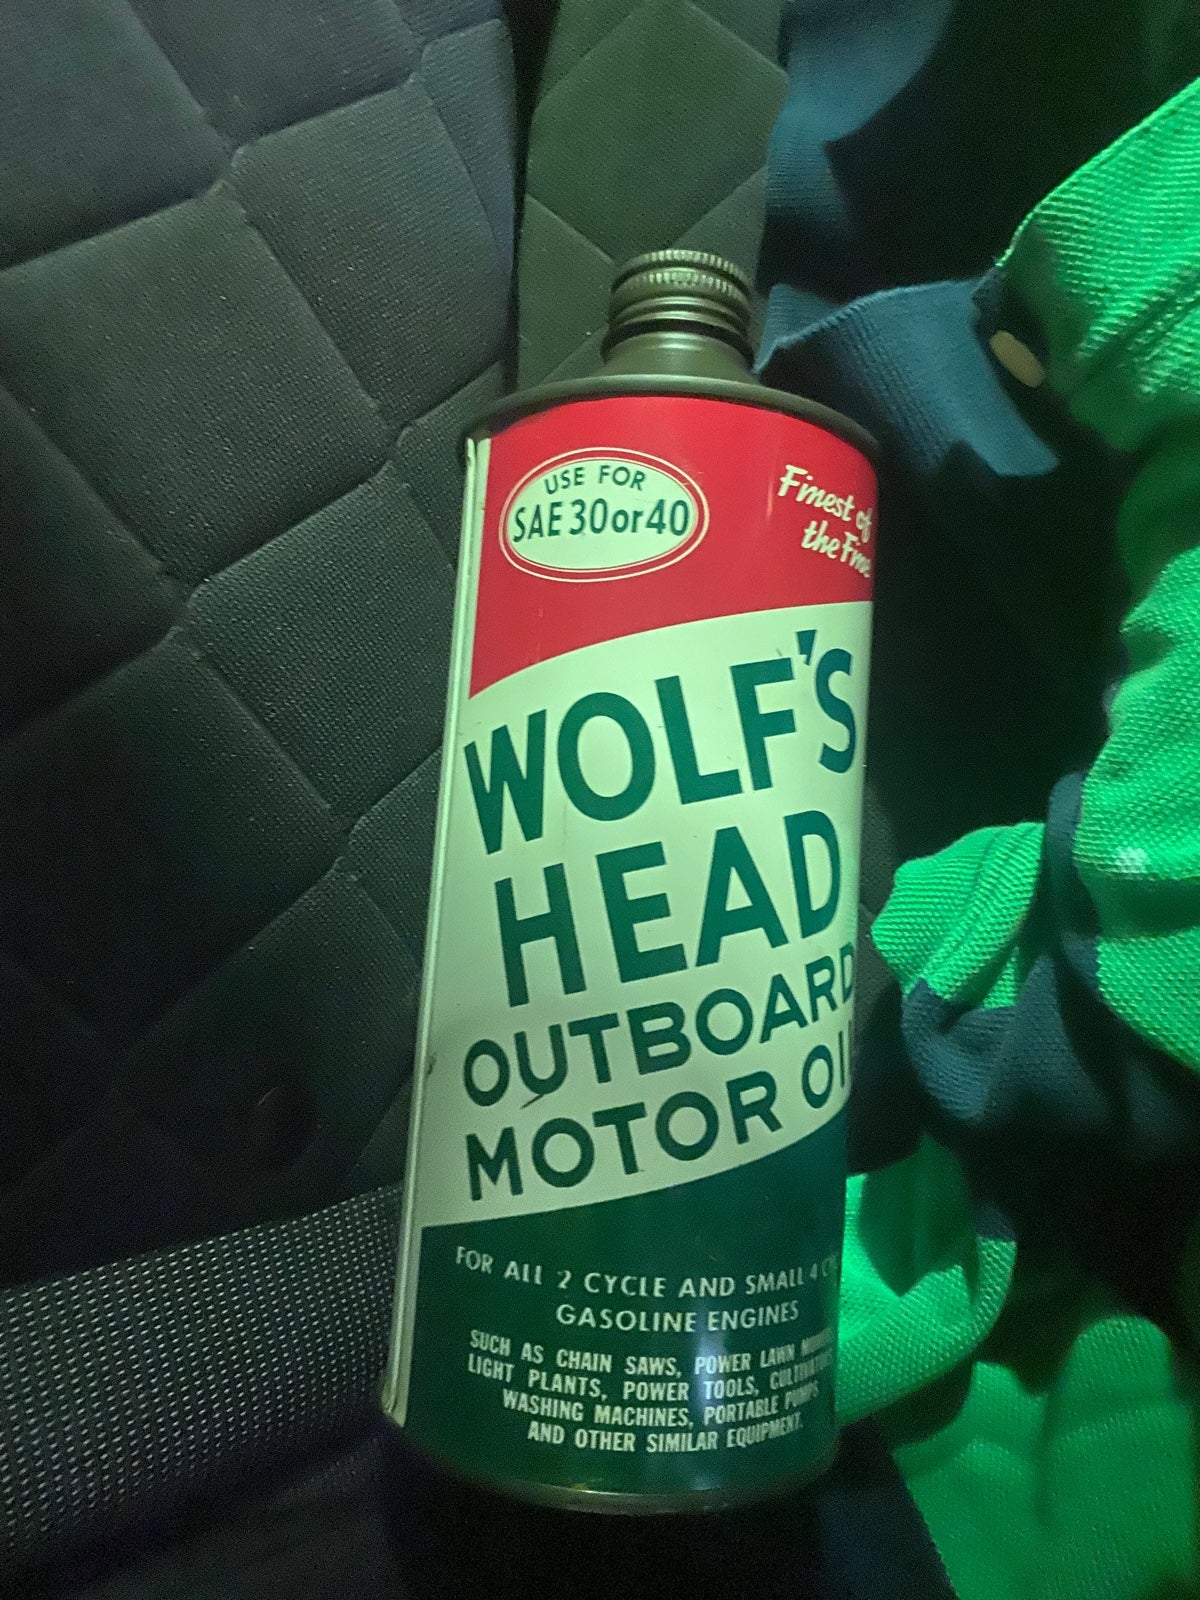 USE FOR
SAE 30 or 40
Finest of
the
WOLF'S
HEAD
OUTBOARD
MOTOR
FOR ALL 2 CYCLE AND SMALL 4
GASOLINE ENGINES
SUCH AS CHAIN SAWS, POWER LAWN
LIGHT PLANTS, POWER TOOLS,
WASHING MACHINES, PORTABLE PUMPS
AND OTHER SIMILAR EQUIPMENT.